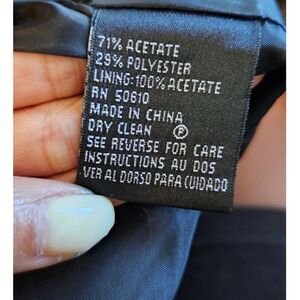 71% ACETATE
29% POLYESTER
LINING:100% ACETATE
RN 50610
MADE IN CHINA
DRY CLEAN Ⓟ
SEE REVERSE FOR CARE
INSTRUCTIONS AU DOS
VER AL DORSO PARA CUIDADO